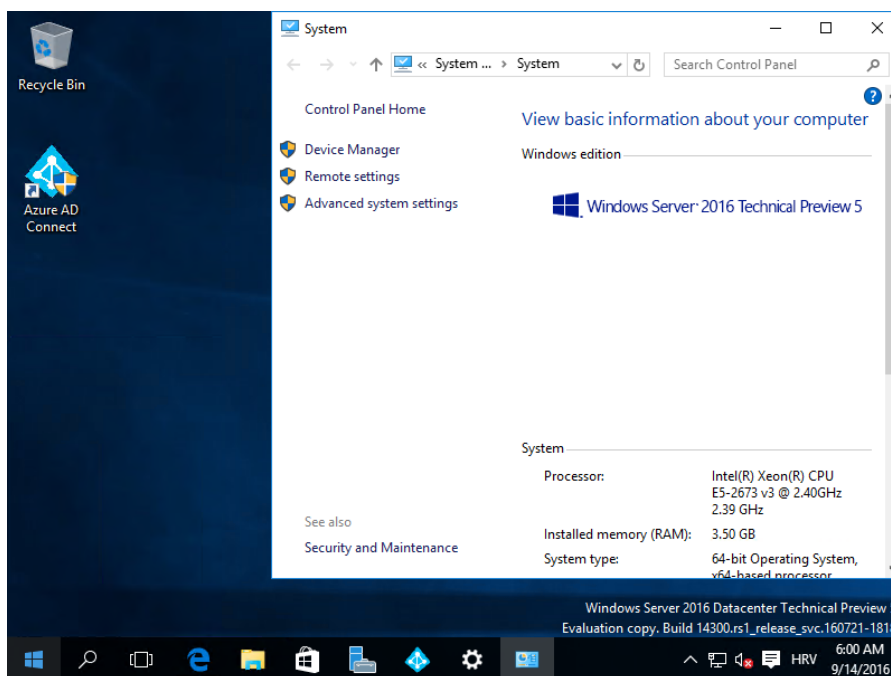 Recycle Bin
Azure AD
Connect
System
« System ... › System
Search Control Panel
Control Panel Home
Device Manager
Remote settings
Advanced system settings
See also
Security and Maintenance
?
View basic information about your computer
Windows edition
Windows Server 2016 Technical Preview 5
System
Processor: Intel(R) Xeon(R) CPU
E5-2673 v3 @ 2.40GHz
2.39 GHz
Installed memory (RAM): 3.50 GB
System type: 64-bit Operating System,
x64-based processor
Windows Server 2016 Datacenter Technical Preview
Evaluation copy. Build 14300.rs1_release_svc.160721-181
HRV
6:00 AM
9/14/2016